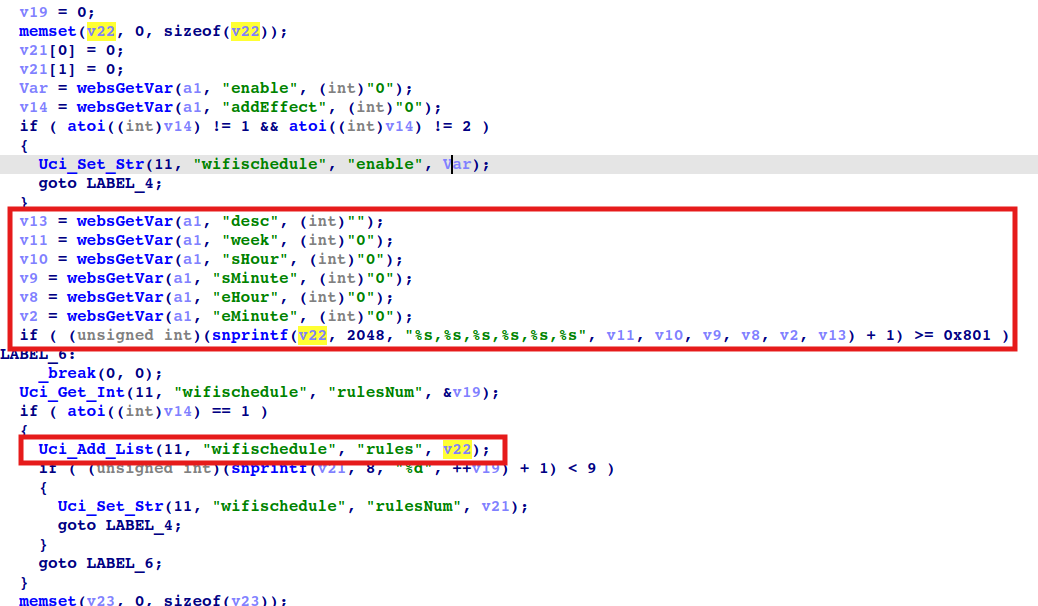 v19 = 0;
memset(v22, 0, sizeof(v22));
v21[0] = 0;
v21[1] = 0;
Var = websGetVar(a1, "enable", (int)"0");
v14 = websGetVar(a1, "addEffect", (int)"0");
if ( atoi((int)v14) != 1 && atoi((int)v14) != 2 )
{
Uci_Set_Str(11, "wifischedule", "enable", Var);
goto LABEL_4;
}
v13 = websGetVar(a1, "desc", (int)"");
v11 = websGetVar(a1, "week", (int)"0");
v10 = websGetVar(a1, "sHour", (int)"0");
v9 = websGetVar(a1, "sMinute", (int)"0");
v8 = websGetVar(a1, "eHour", (int)"0");
v2 = websGetVar(a1, "eMinute", (int)"0");
if ( (unsigned int)(snprintf(v22, 2048, "%s,%s,%s,%s,%s,%s", v11, v10, v9, v8, v2, v13) + 1) >= 0x801 )
LABEL_6:
_break(0, 0);
Uci_Get_Int(11, "wifischedule", "rulesNum", &v19);
if ( atoi((int)v14) == 1 )
{
Uci_Add_List(11, "wifischedule", "rules", v22);
if ( (unsigned int)(snprintf(v21, 8, "%d", ++v19) + 1) < 9 )
{
Uci_Set_Str(11, "wifischedule", "rulesNum", v21);
goto LABEL_4;
}
goto LABEL_6;
}
memset(v23, 0, sizeof(v23));